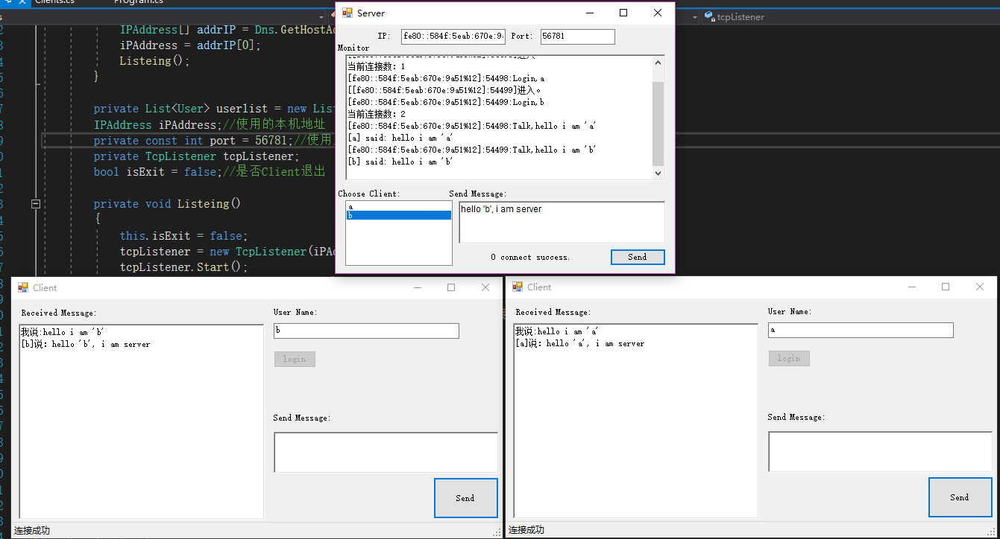 Clients.cs
Program.cs
tcpListener
IPAddress[] addrIP = Dns.GetHostAd
iPAddress = addrIP[0];
Listeing();
}
private List<User> userlist = new List
IPAddress iPAddress;//使用的本机地址
private const int port = 56781;//使用
private TcpListener tcpListener;
bool isExit = false;//是否Client退出
private void Listeing()
{
this.isExit = false;
tcpListener = new TcpListener(iPAd
tcpListener.Start();
Server
IP:
fe80::584f:5eab:670e:9
Port:
56781
Monitor
当前连接数: 1
[fe80::584f:5eab:670e:9a51%12]:54498:Login,a
[[fe80::584f:5eab:670e:9a51%12]:54499]进入。
[fe80::584f:5eab:670e:9a51%12]:54499:Login,b
当前连接数: 2
[fe80::584f:5eab:670e:9a51%12]:54498:Talk,hello i am 'a'
[a] said: hello i am 'a'
[fe80::584f:5eab:670e:9a51%12]:54499:Talk,hello i am 'b'
[b] said: hello i am 'b'
Choose Client:
a
b
Send Message:
hello 'b', i am server
0 connect success.
Send
Client
Received Message:
我说:hello i am 'b'
[b]说: hello 'b', i am server
User Name:
b
login
Send Message:
Send
连接成功
Client
Received Message:
我说:hello i am 'a'
[a]说: hello 'a', i am server
User Name:
a
login
Send Message:
Send
连接成功